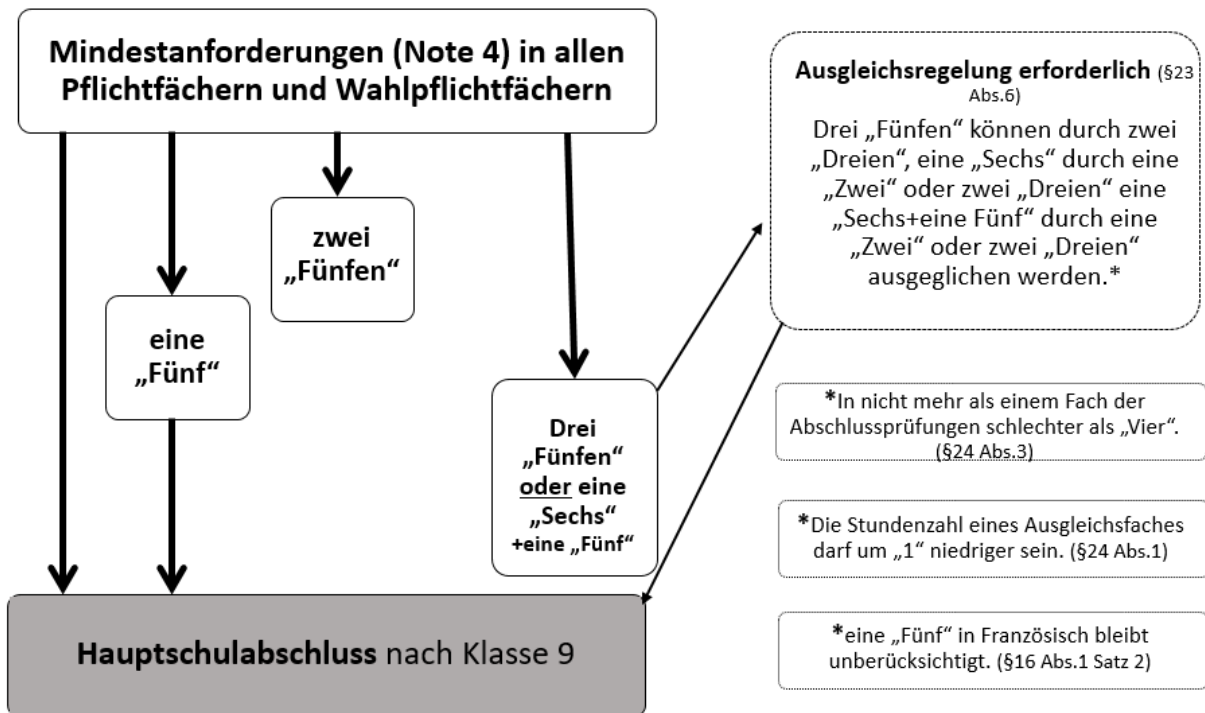 Mindestanforderungen (Note 4) in allen
Pflichtfächern und Wahlpflichtfächern
zwei
„Fünfen“
eine
„Fünf“
Drei
„Fünfen“
oder eine
„Sechs“
+eine „Fünf“
Hauptschulabschluss nach Klasse 9
Ausgleichsregelung erforderlich (§23
Abs.6)
Drei „Fünfen“ können durch zwei
„Dreien“, eine „Sechs“ durch eine
„Zwei“ oder zwei „Dreien“ eine
„Sechs+eine Fünf“ durch eine
„Zwei“ oder zwei „Dreien“
ausgeglichen werden.*
*In nicht mehr als einem Fach der
Abschlussprüfungen schlechter als „Vier“.
(§24 Abs.3)
*Die Stundenzahl eines Ausgleichsfaches
darf um „1“ niedriger sein. (§24 Abs.1)
*eine „Fünf“ in Französisch bleibt
unberücksichtigt. (§16 Abs.1 Satz 2)